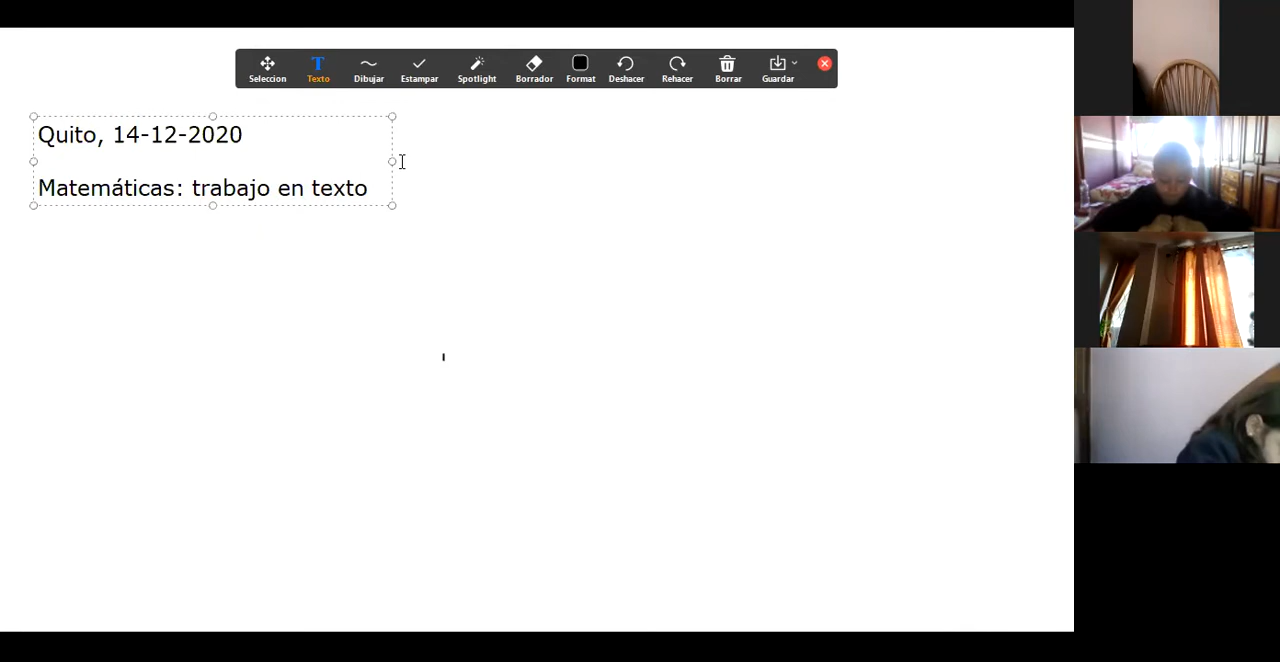 Seleccion Texto Dibujar Estampar Spotlight Borrador Format Deshacer Rehacer Borrar Guardar
Quito, 14-12-2020
Matemáticas: trabajo en texto